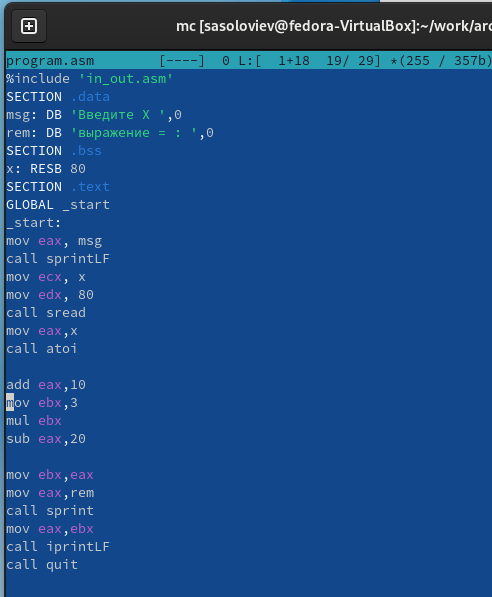 mc [sasoloviev@fedora-VirtualBox]:~/work/arc
program.asm [----] 0 L:[ 1+18 19/ 29] *(255 / 357b)
%include 'in_out.asm'
SECTION .data
msg: DB 'Введите X ',0
rem: DB 'выражение = : ',0
SECTION .bss
x: RESB 80
SECTION .text
GLOBAL _start
_start:
mov eax, msg
call sprintLF
mov ecx, x
mov edx, 80
call sread
mov eax,x
call atoi
add eax,10
mov ebx,3
mul ebx
sub eax,20
mov ebx,eax
mov eax,rem
call sprint
mov eax,ebx
call iprintLF
call quit